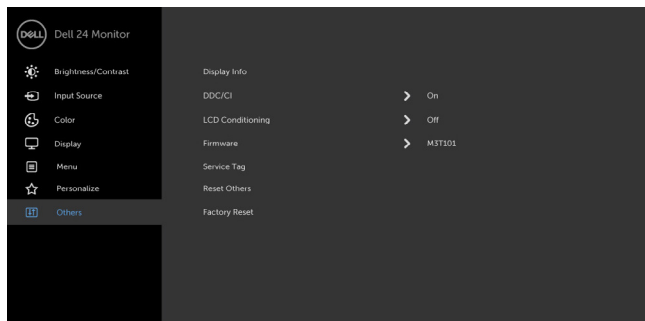 DELL Dell 24 Monitor
Brightness/Contrast Display Info
Input Source DDC/CI On
Color LCD Conditioning Off
Display Firmware M3T101
Menu Service Tag
Personalize Reset Others
Others Factory Reset